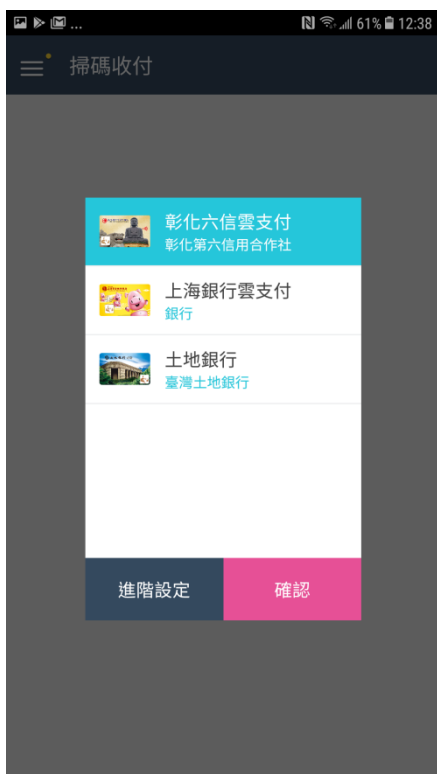 ... 61% 12:38
掃碼收付
彰化六信雲支付
彰化第六信用合作社
上海銀行雲支付
銀行
土地銀行
臺灣土地銀行
進階設定 確認